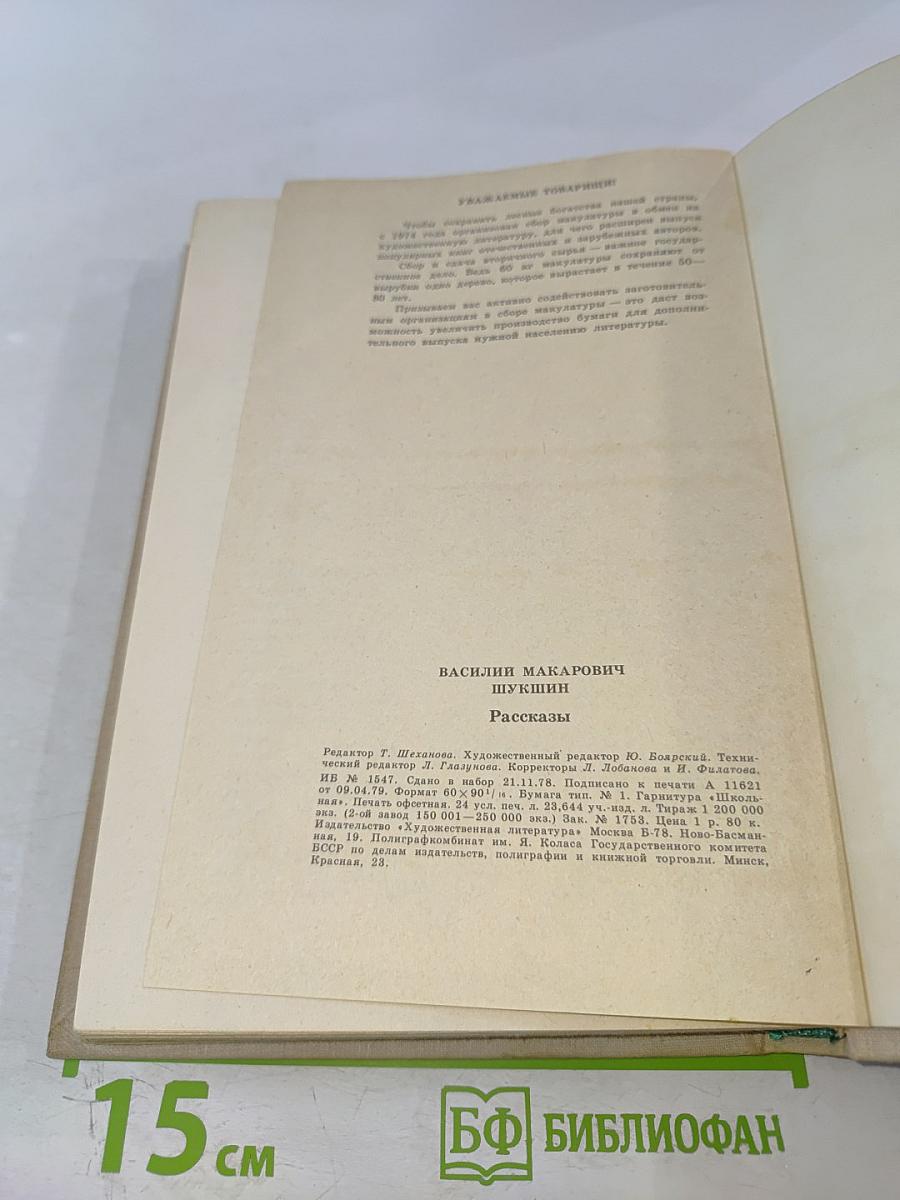 УВАЖАЕМЫЕ ТОВАРИЩИ!
Чтобы сохранить лесные богатства нашей страны,
с 1974 года организован сбор макулатуры в обмен на
художественную литературу, для чего расширен выпуск
популярных книг отечественных и зарубежных авторов.
Сбор и сдача вторичного сырья — важное государ-
ственное дело. Ведь 60 кг макулатуры сохраняют от
вырубки одно дерево, которое вырастает в течение 50—
80 лет.
Призываем вас активно содействовать заготовитель-
ным организациям в сборе макулатуры — это даст воз-
можность увеличить производство бумаги для дополни-
тельного выпуска нужной населению литературы.
ВАСИЛИЙ МАКАРОВИЧ
ШУКШИН
Рассказы
Редактор Т. Шеханова. Художественный редактор Ю. Боярский. Техни-
ческий редактор Л. Глазунова. Корректоры Л. Лобанова и И. Филатова.
ИБ № 1547. Сдано в набор 21.11.78. Подписано к печати А 11621
от 09.04.79. Формат 60×90¹/₁₆. Бумага тип. № 1. Гарнитура «Школь-
ная». Печать офсетная. 24 усл. печ. л. 23,644 уч.-изд. л. Тираж 1 200 000
экз. (2-ой завод 150 001—250 000 экз.) Зак. № 1753. Цена 1 р. 80 к.
Издательство «Художественная литература» Москва Б-78. Ново-Басман-
ная, 19. Полиграфкомбинат им. Я. Коласа Государственного комитета
БССР по делам издательств, полиграфии и книжной торговли. Минск,
Красная, 23.
15 см
БФ БИБЛИОФАН